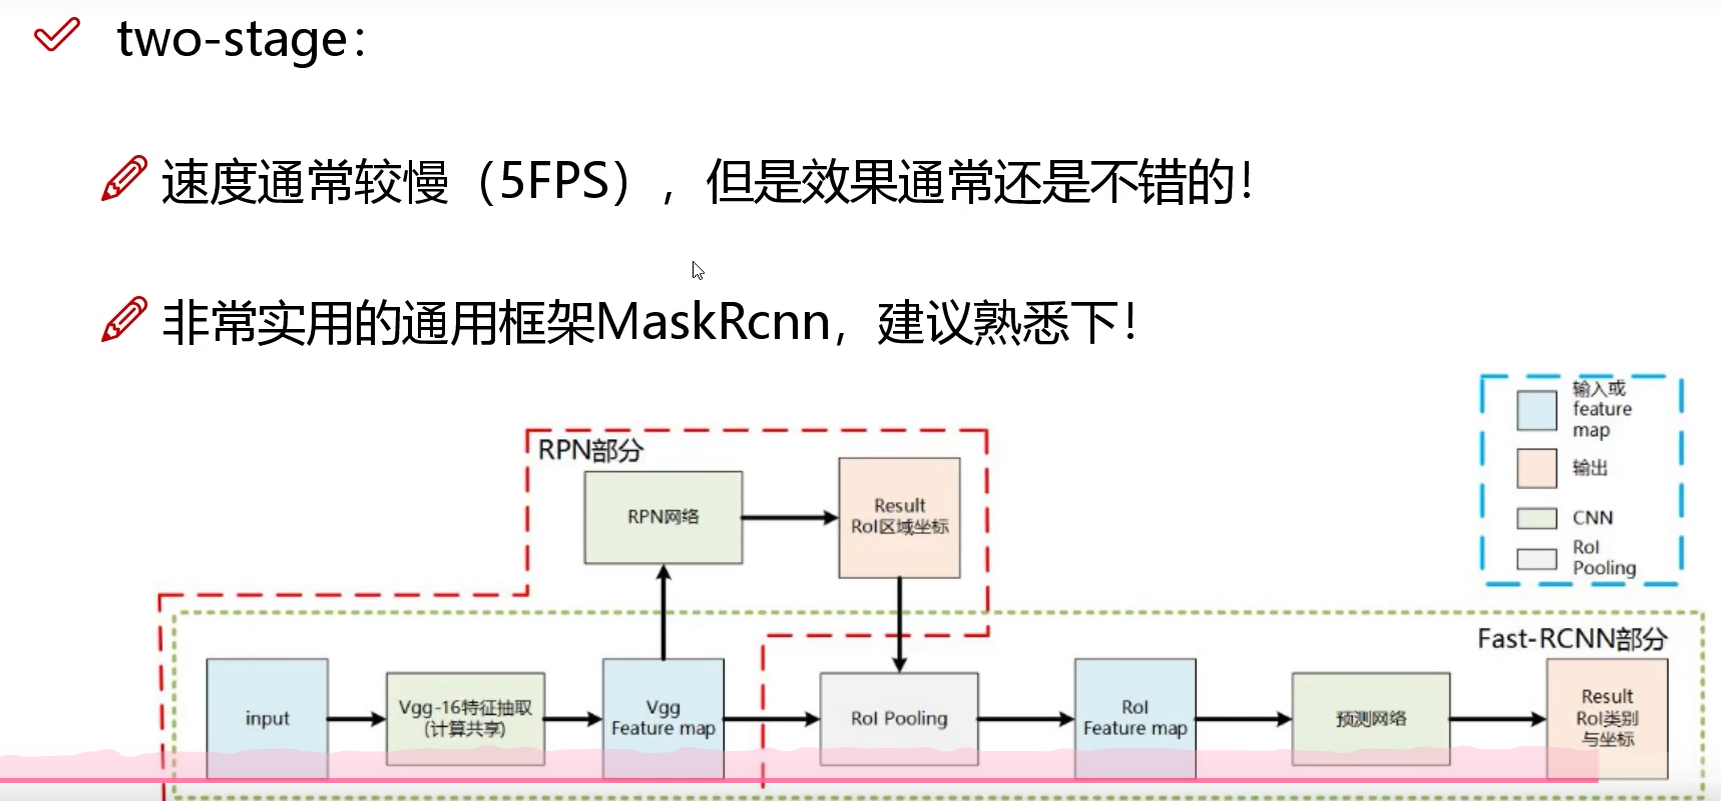 two-stage:
速度通常较慢（5FPS），但是效果通常还是不错的！
非常实用的通用框架MaskRcnn，建议熟悉下！
输入或
feature
map
输出
CNN
RoI
Pooling
RPN部分
RPN网络
Result
RoI区域坐标
Fast-RCNN部分
input
Vgg-16特征抽取
(计算共享)
Vgg
Feature map
RoI Pooling
RoI
Feature map
预测网络
Result
RoI类别
与坐标